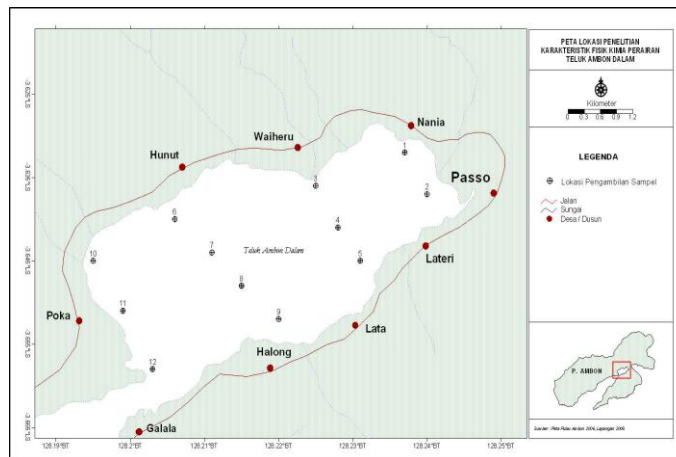 PETA LOKASI PENELITIAN
KARAKTERISTIK FISIK KIMIA PERAIRAN
TELUK AMBON DALAM
Kilometer
0 0.3 0.6 0.9 1.2
LEGENDA
Lokasi Pengambilan Sampel
Jalan
Sungai
Desa / Dusun
P. AMBON
Nania
1
Waiheru
Hunut
Passo
3
2
6
4
Lateri
7
Teluk Ambon Dalam
5
10
8
11
9
Poka
Lata
Halong
12
Galala
128.19°BT
128.2°BT
128.21°BT
128.22°BT
128.23°BT
128.24°BT
128.25°BT